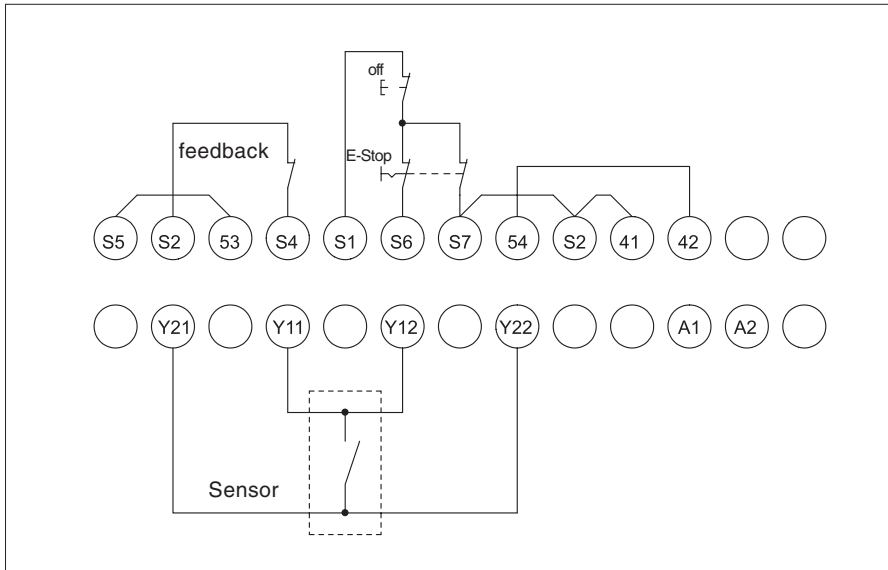 off
feedback
E-Stop
S5 S2 53 S4 S1 S6 S7 54 S2 41 42
Y21 Y11 Y12 Y22 A1 A2
Sensor